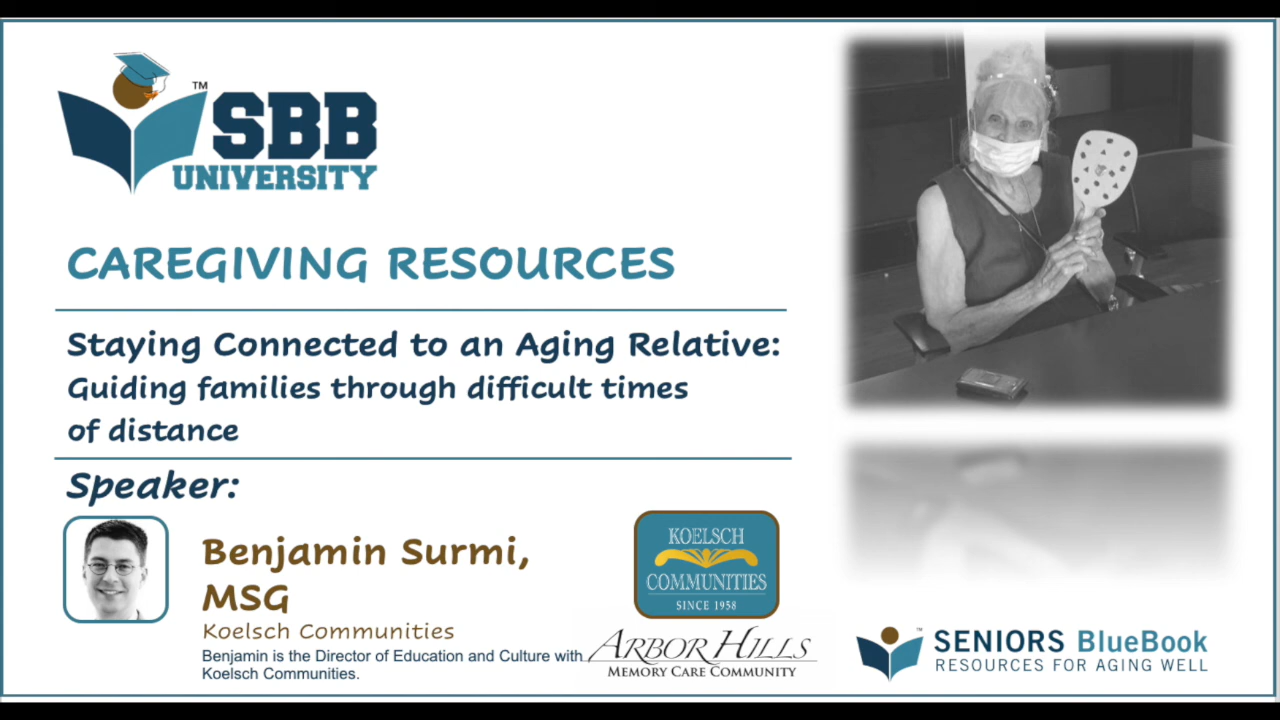 TM
SBB
UNIVERSITY
CAREGIVING RESOURCES
Staying Connected to an Aging Relative:
Guiding families through difficult times
of distance
Speaker:
Benjamin Surmi,
MSG
Koelsch Communities
Benjamin is the Director of Education and Culture with
Koelsch Communities.
KOELSCH
COMMUNITIES
SINCE 1958
ARBOR HILLS
MEMORY CARE COMMUNITY
TM
SENIORS BlueBook
RESOURCES FOR AGING WELL